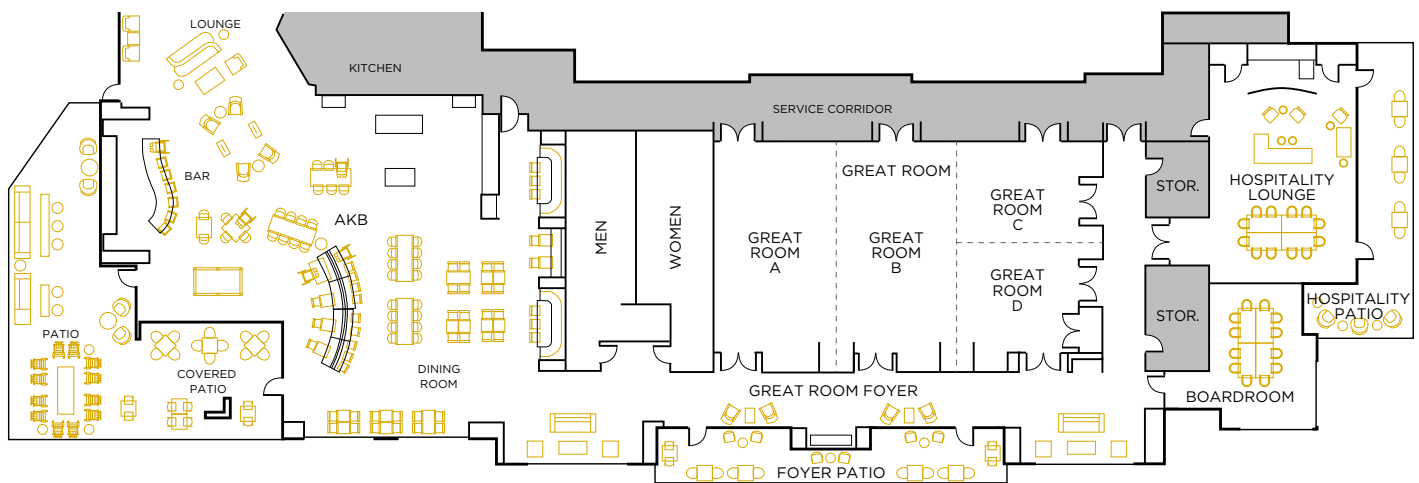 LOUNGE
KITCHEN
SERVICE CORRIDOR
BAR
AKB
MEN
WOMEN
GREAT ROOM
GREAT
ROOM
A
GREAT
ROOM
B
GREAT
ROOM
C
GREAT
ROOM
D
STOR.
STOR.
HOSPITALITY
LOUNGE
HOSPITALITY
PATIO
PATIO
COVERED
PATIO
DINING
ROOM
GREAT ROOM FOYER
BOARDROOM
FOYER PATIO